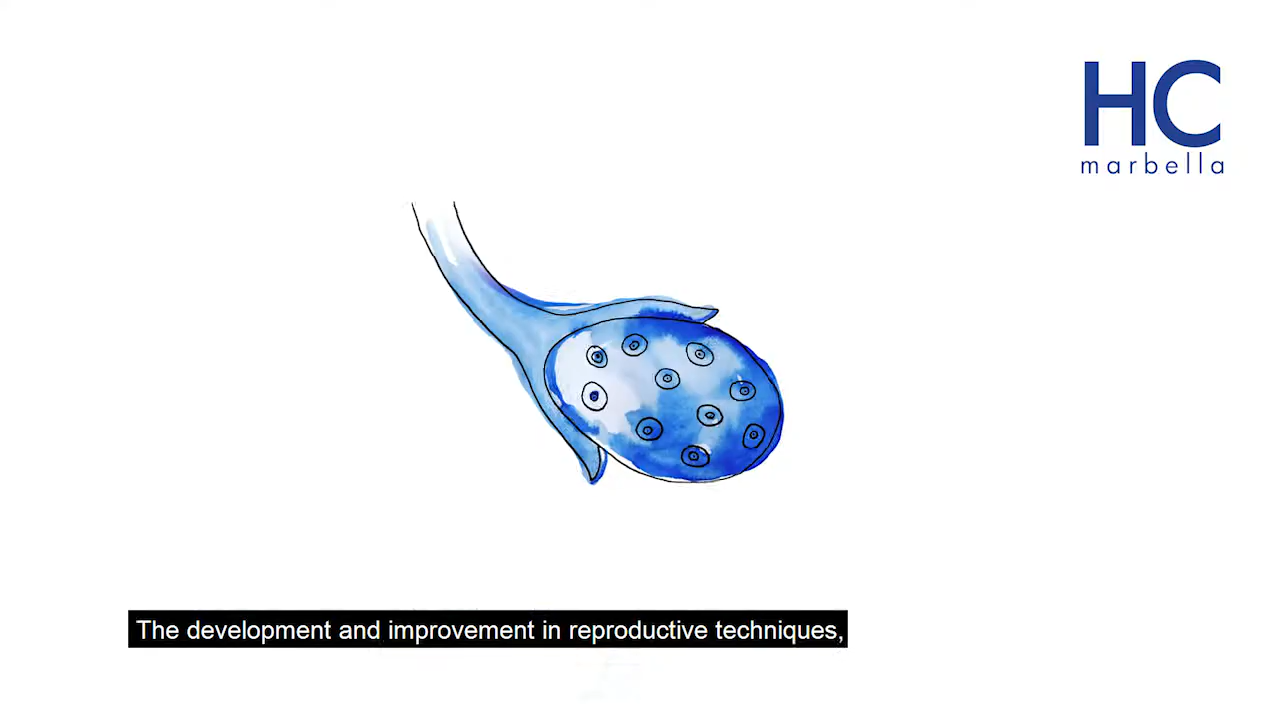 HC
marbella
The development and improvement in reproductive techniques,